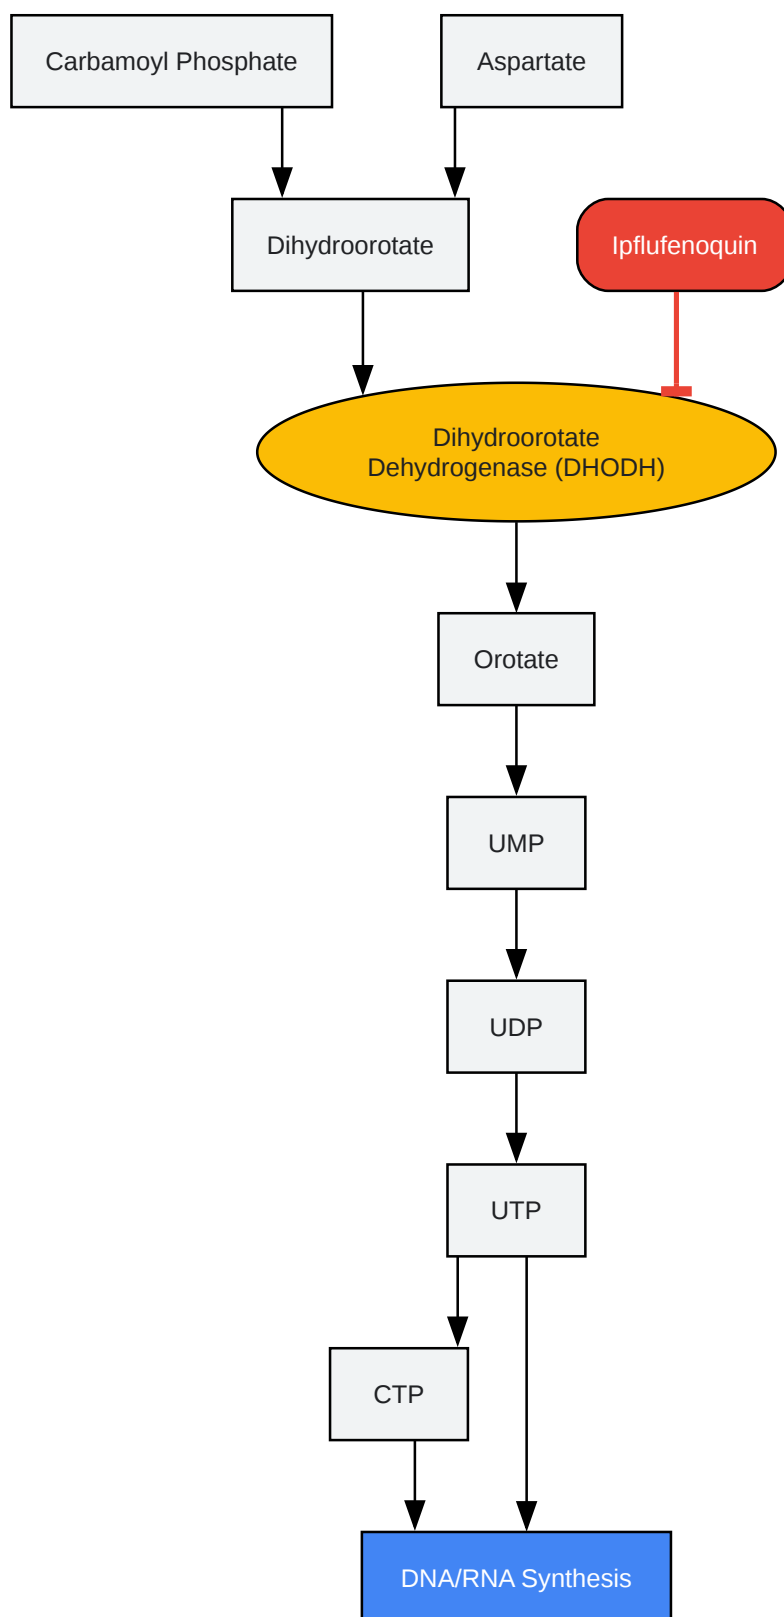 Carbamoyl Phosphate
Aspartate
Dihydroorotate
Ipflufenoquin
Dihydroorotate
Dehydrogenase (DHODH)
Orotate
UMP
UDP
UTP
CTP
DNA/RNA Synthesis